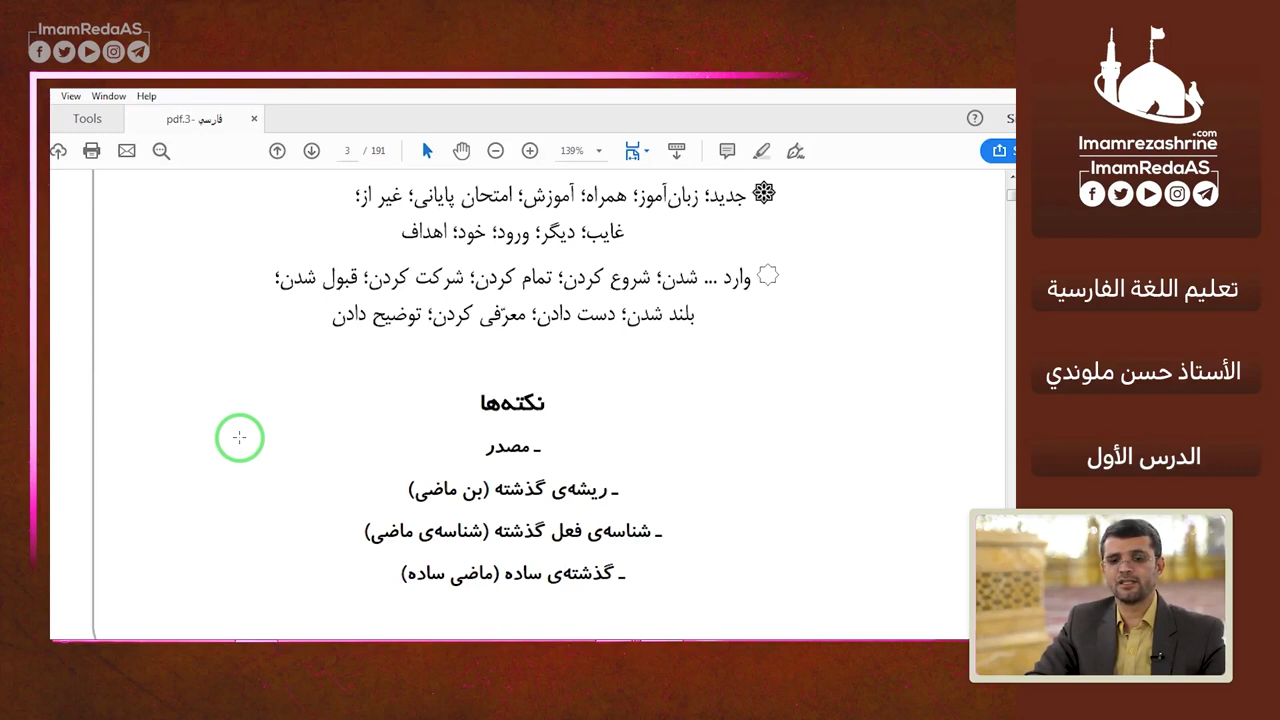 ImamRedaAS
View Window Help
Tools
فارسي -3.pdf ×
?
3 / 191
139%
جدید؛ زبان‌آموز؛ همراه؛ آموزش؛ امتحان پایانی؛ غیر از؛
غایب؛ دیگر؛ ورود؛ خود؛ اهداف
وارد ... شدن؛ شروع کردن؛ تمام کردن؛ شرکت کردن؛ قبول شدن؛
بلند شدن؛ دست دادن؛ معرّفی کردن؛ توضیح دادن
نکته‌ها
ـ مصدر
ـ ریشه‌ی گذشته (بن ماضی)
ـ شناسه‌ی فعل گذشته (شناسه‌ی ماضی)
ـ گذشته‌ی ساده (ماضی ساده)
.com
Imamrezashrine
ImamRedaAS
تعليم اللغة الفارسية
الأستاذ حسن ملوندي
الدرس الأول